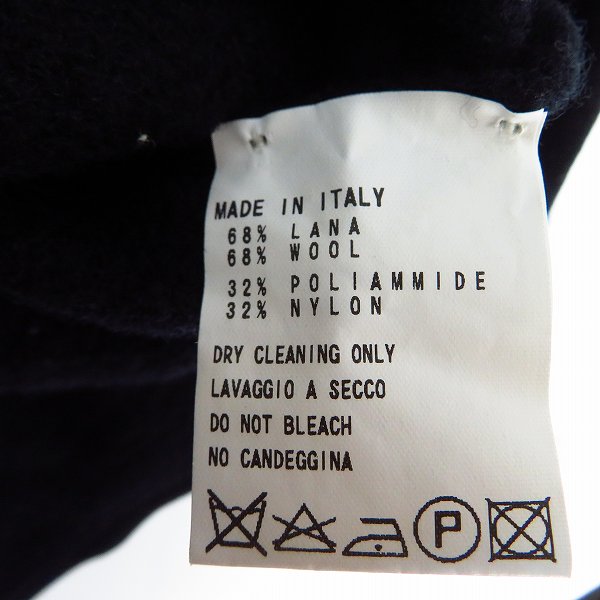 MADE IN ITALY
68% LANA
68% WOOL
32% POLIAMMIDE
32% NYLON
DRY CLEANING ONLY
LAVAGGIO A SECCO
DO NOT BLEACH
NO CANDEGGINA
P